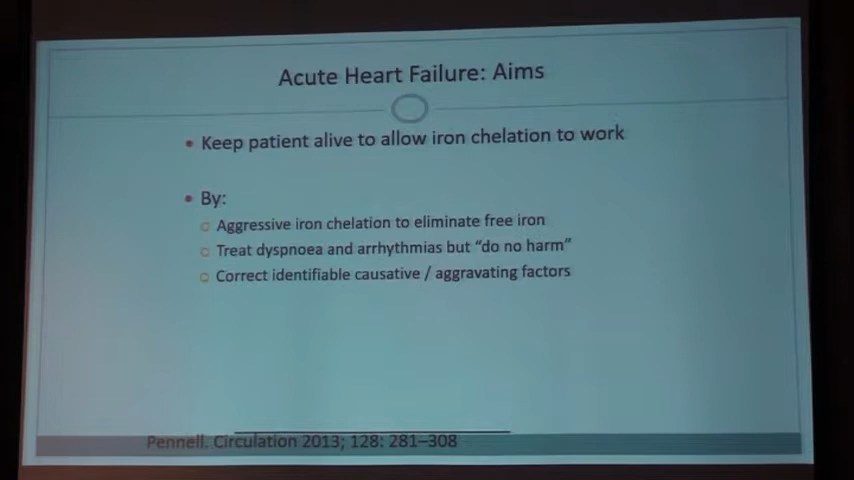 Acute Heart Failure: Aims
• Keep patient alive to allow iron chelation to work
• By:
○ Aggressive iron chelation to eliminate free iron
○ Treat dyspnoea and arrhythmias but “do no harm”
○ Correct identifiable causative / aggravating factors
Pennell. Circulation 2013; 128: 281–308